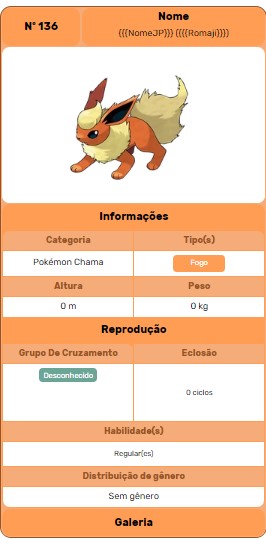 Nº 136
Nome
{{{NomeJP}}} ({{{Romaji}}})
Informações
Categoria
Tipo(s)
Pokémon Chama
Fogo
Altura
Peso
0 m
0 kg
Reprodução
Grupo De Cruzamento
Eclosão
Desconhecido
0 ciclos
Habilidade(s)
Regular(es)
Distribuição de gênero
Sem gênero
Galeria